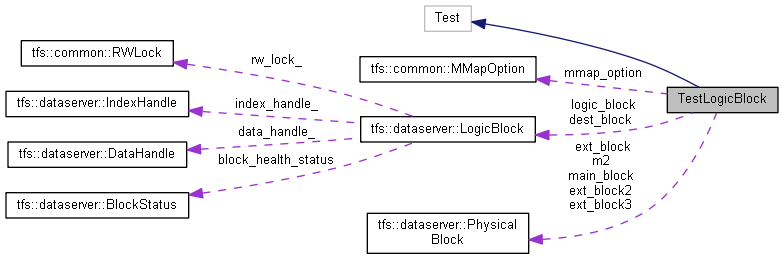 Test
tfs::common::RWLock
rw_lock_
tfs::common::MMapOption
mmap_option
TestLogicBlock
tfs::dataserver::IndexHandle
index_handle_
logic_block
dest_block
tfs::dataserver::LogicBlock
data_handle_
tfs::dataserver::DataHandle
block_health_status
ext_block
m2
main_block
ext_block2
ext_block3
tfs::dataserver::BlockStatus
tfs::dataserver::Physical
Block